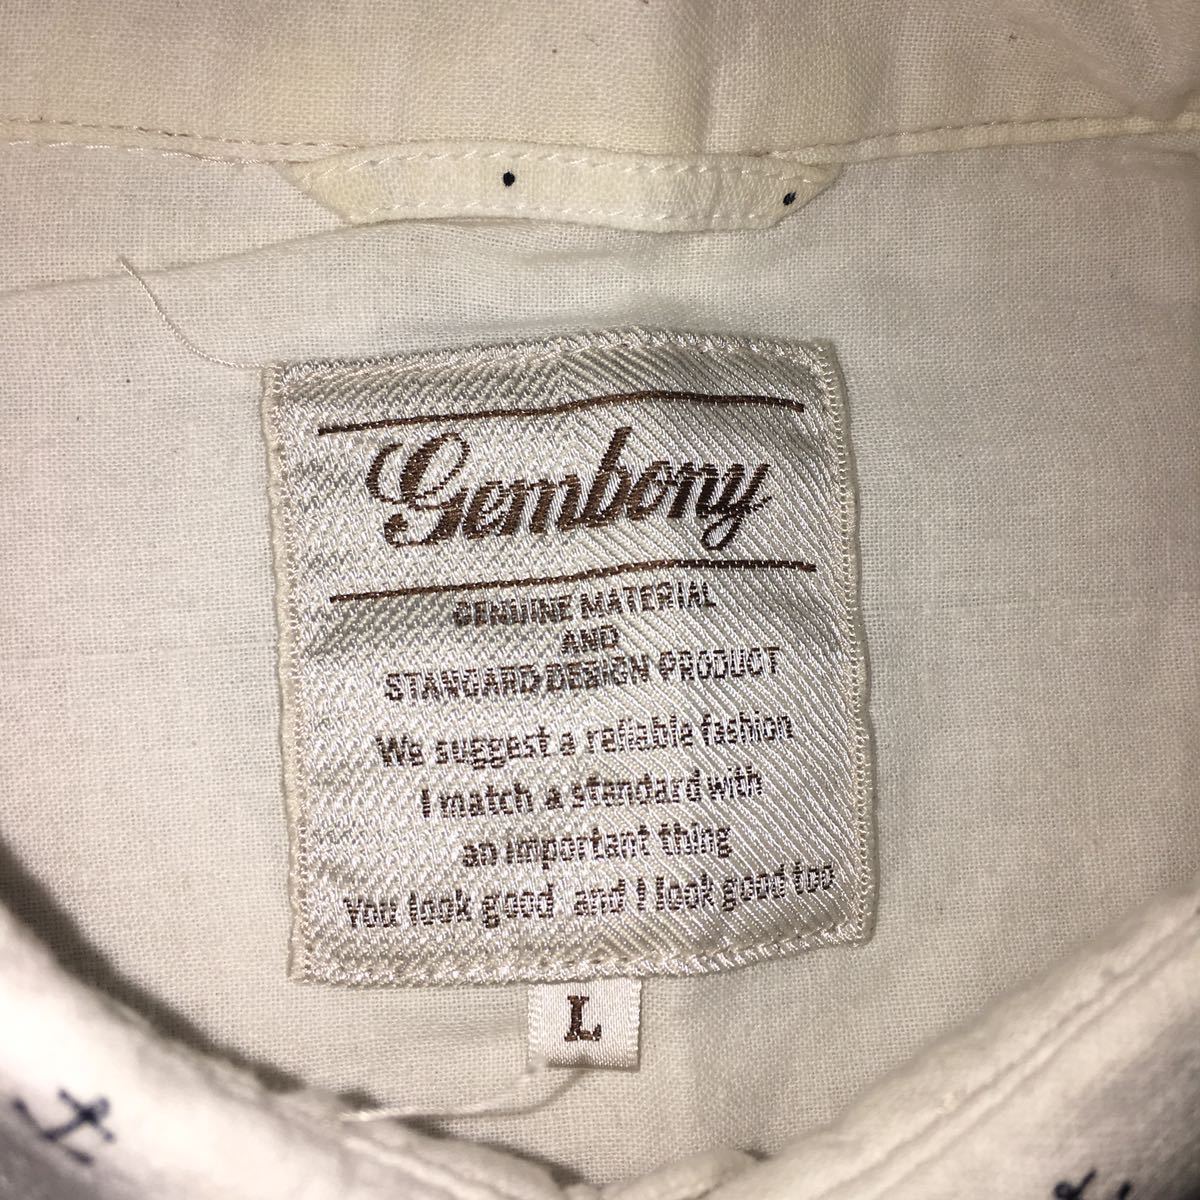 Gembony
GENUINE MATERIAL
AND
STANDARD DESIGN PRODUCT
We suggest a reliable fashion
I match a standard with
an important thing
You look good and I look good too
L